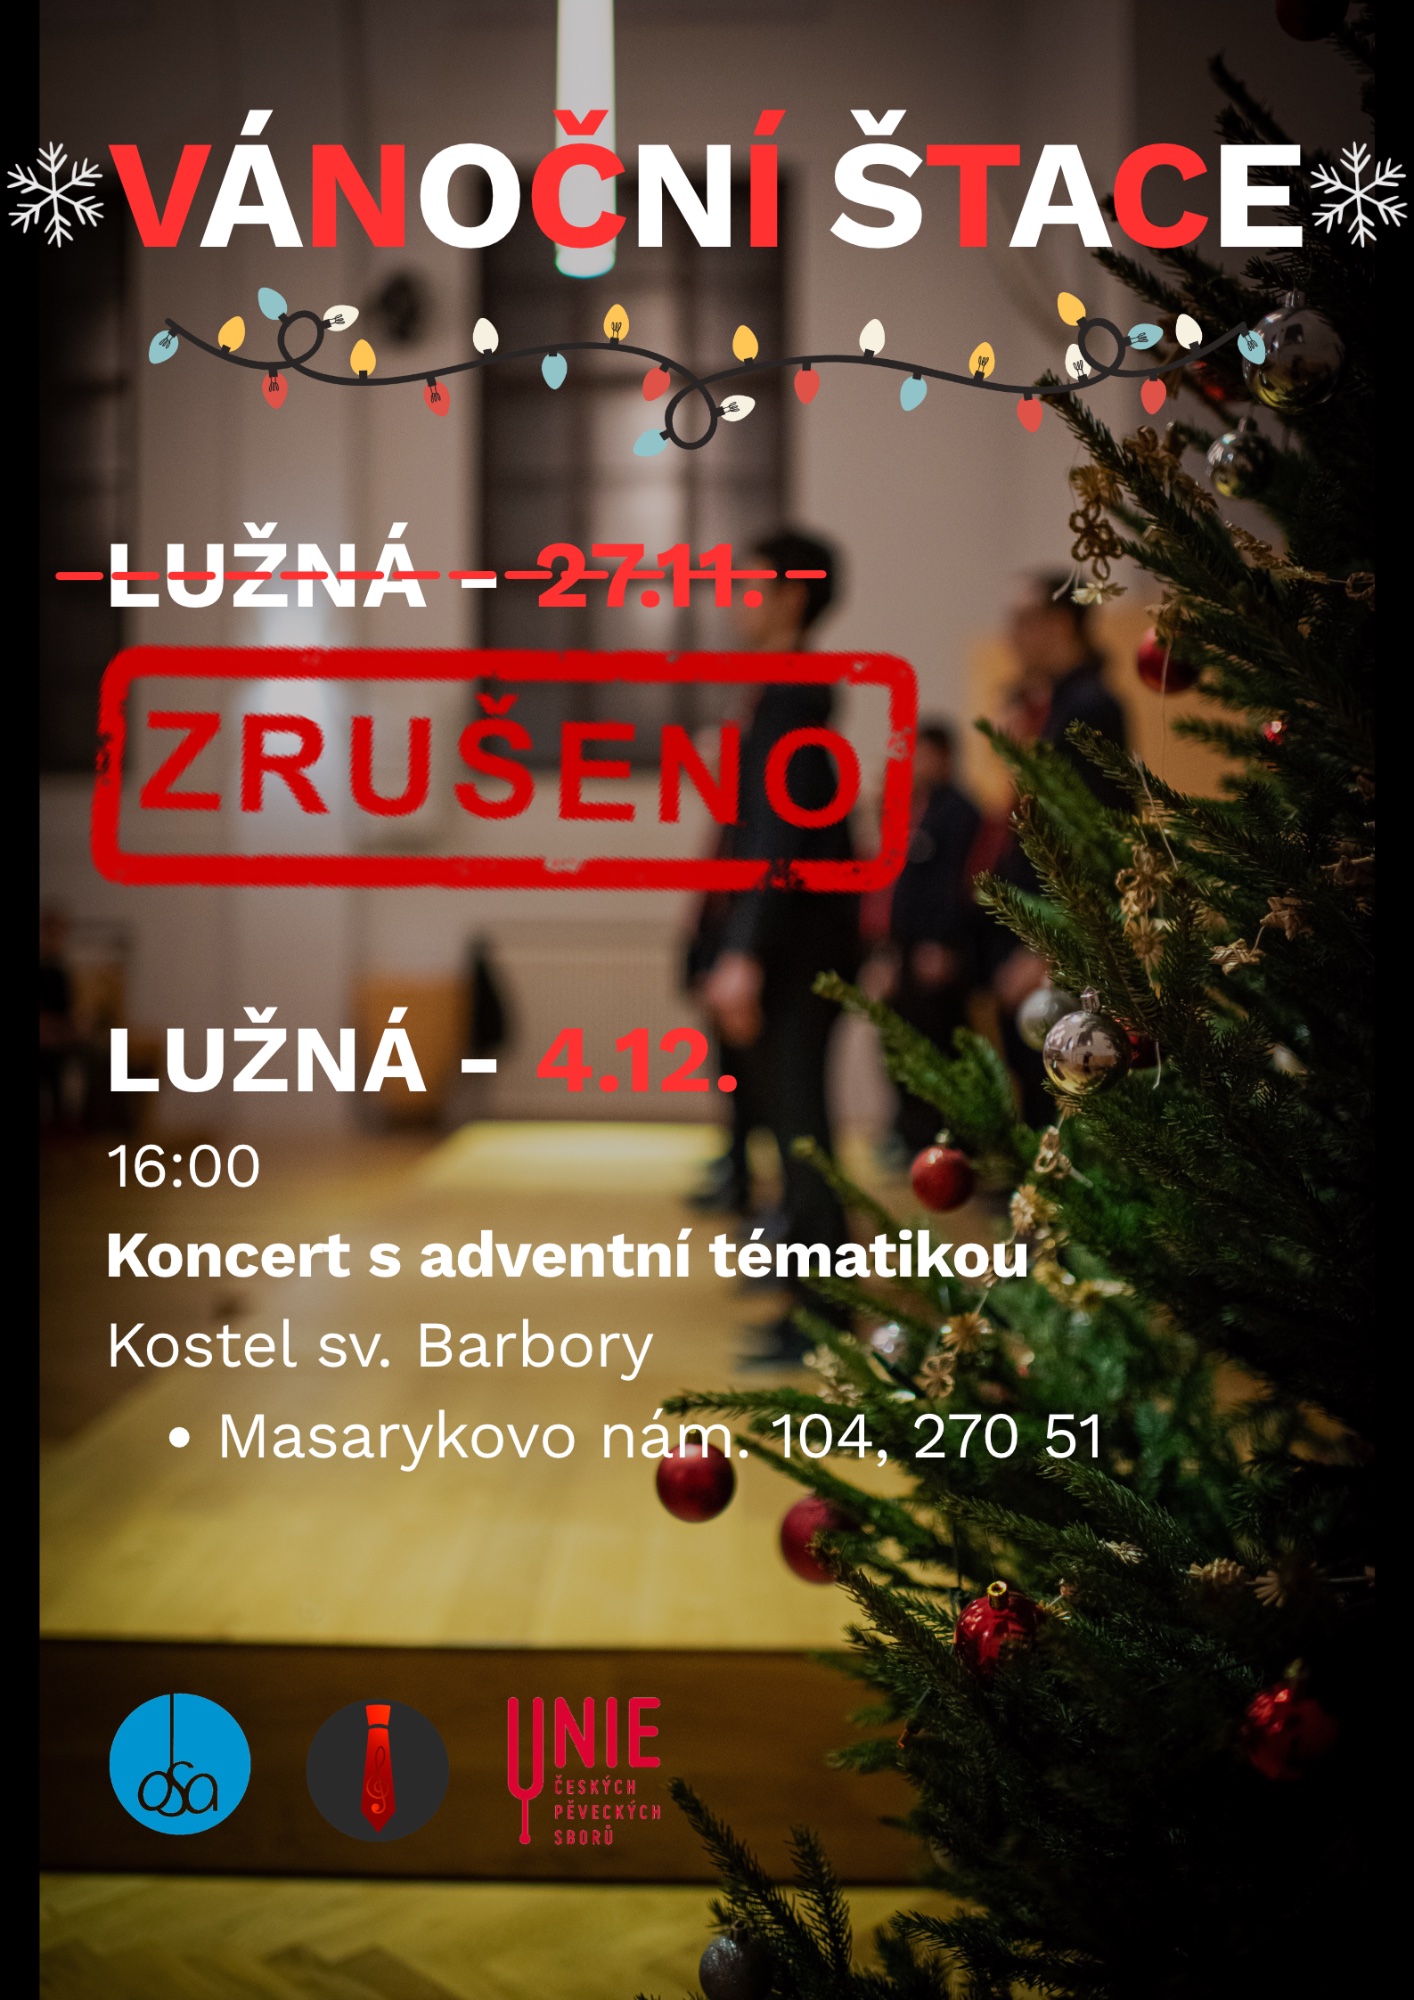 VÁNOČNÍ ŠTACE
LUŽNÁ - 27.11.
ZRUŠENO
LUŽNÁ - 4.12.
16:00
Koncert s adventní tématikou
Kostel sv. Barbory
• Masarykovo nám. 104, 270 51
osa
UNIE
ČESKÝCH
PĚVECKÝCH
SBORŮ